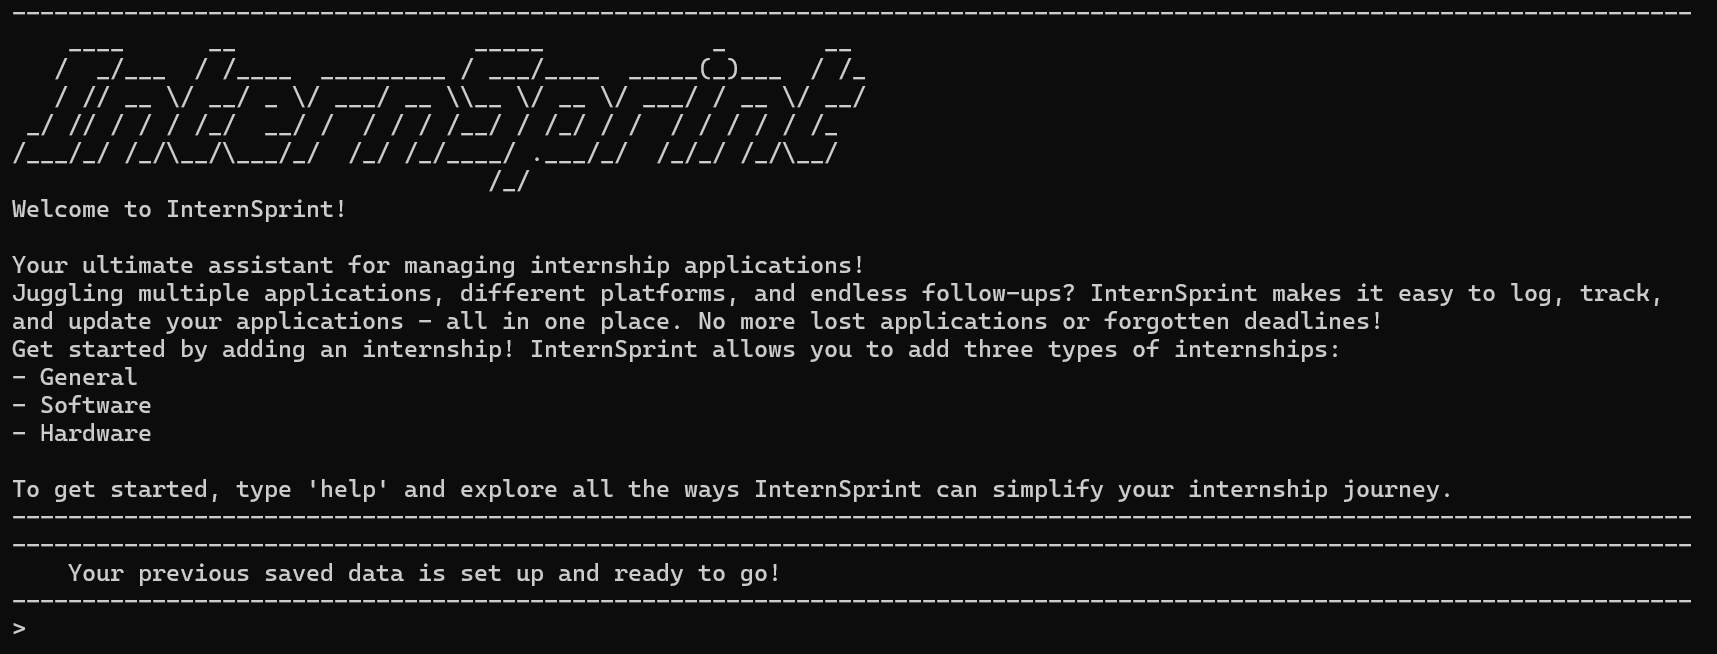 InternSprint
Welcome to InternSprint!
Your ultimate assistant for managing internship applications!
Juggling multiple applications, different platforms, and endless follow-ups? InternSprint makes it easy to log, track,
and update your applications - all in one place. No more lost applications or forgotten deadlines!
Get started by adding an internship! InternSprint allows you to add three types of internships:
- General
- Software
- Hardware
To get started, type 'help' and explore all the ways InternSprint can simplify your internship journey.
Your previous saved data is set up and ready to go!
>